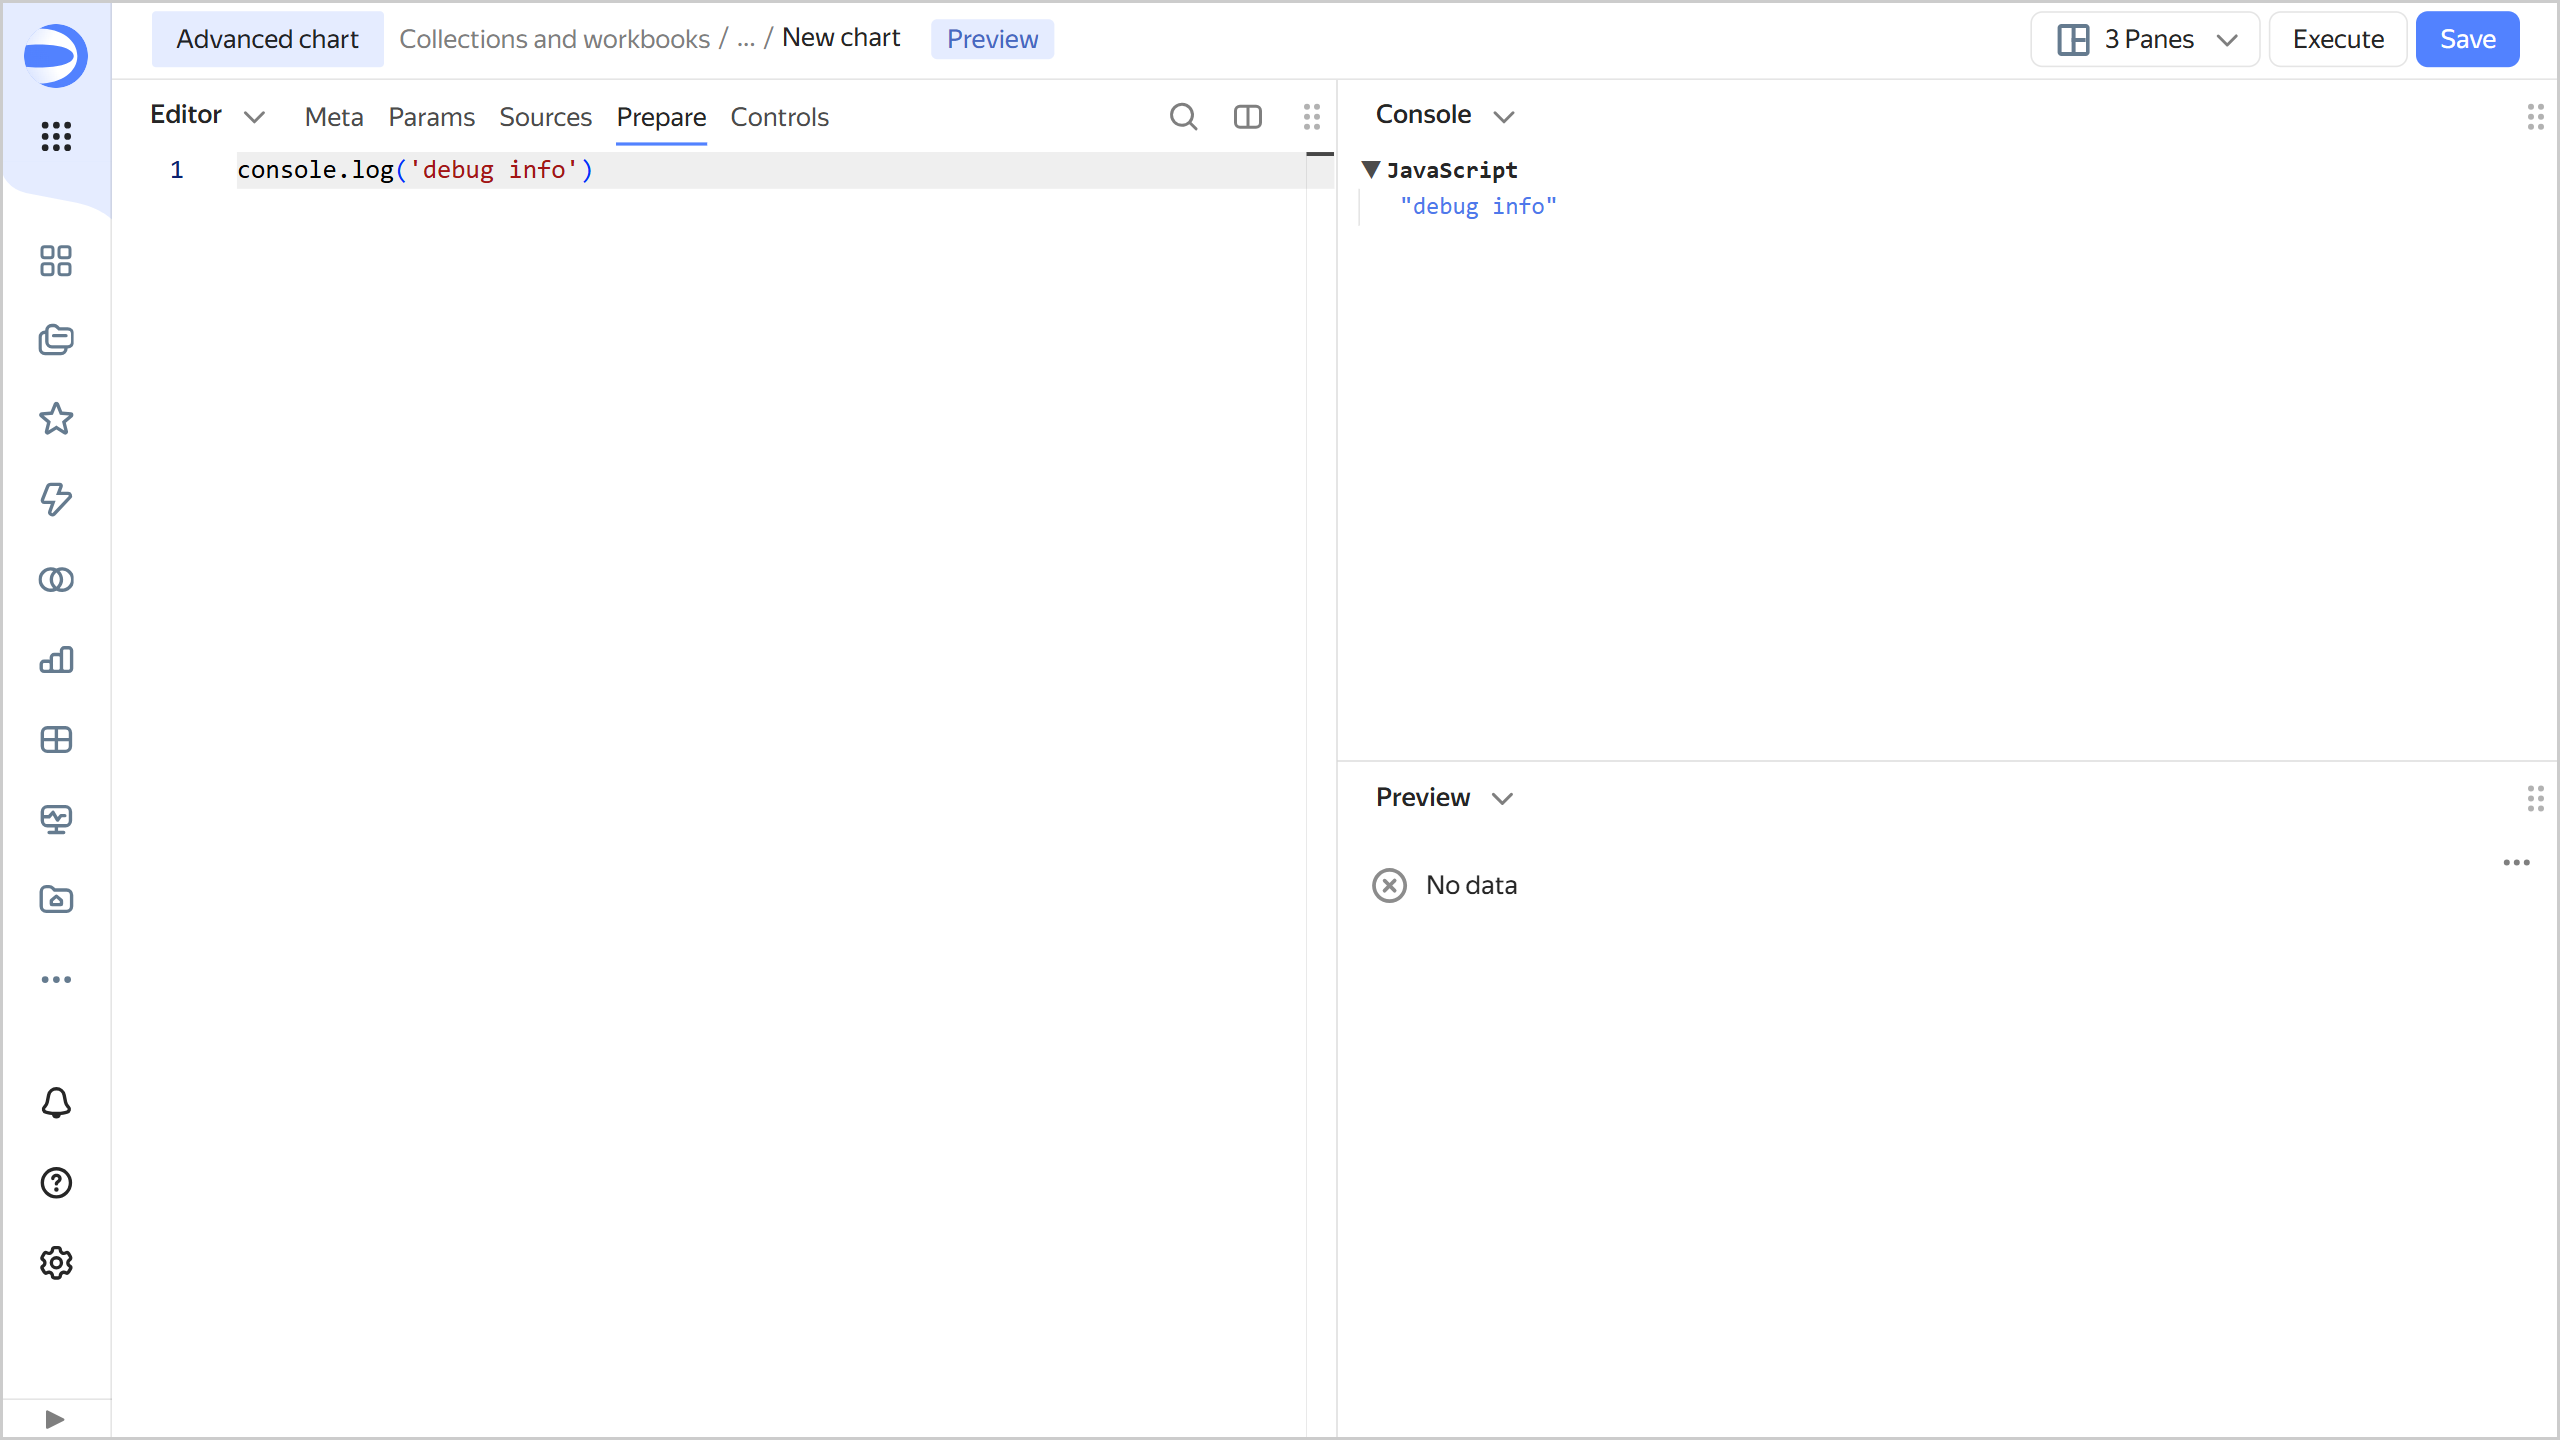 Advanced chart Collections and workbooks / ... / New chart Preview 3 Panes Execute Save
Editor Meta Params Sources Prepare Controls
1 console.log('debug info')
Console
JavaScript
"debug info"
Preview
No data